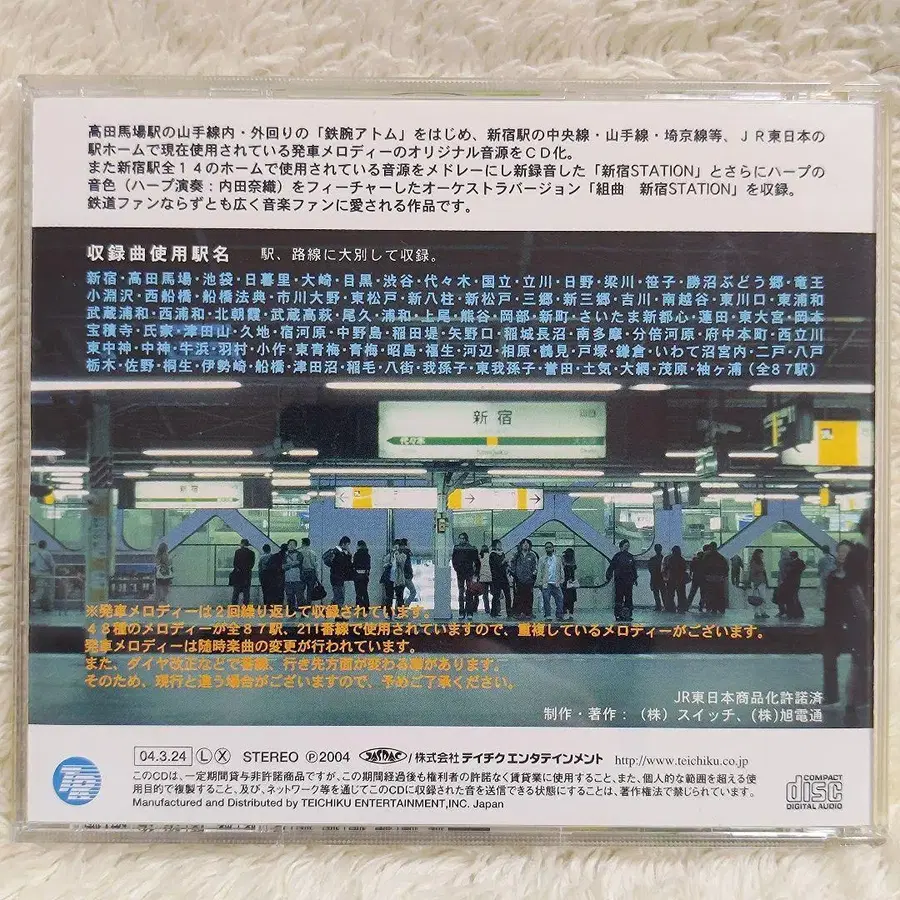 高田馬場駅の山手線内・外回りの「鉄腕アトム」をはじめ、新宿駅の中央線・山手線・埼京線等、ＪＲ東日本の
駅ホームで現在使用されている発車メロディーのオリジナル音源をＣＤ化。
また新宿駅全１４のホームで使用されている音源をメドレーにし新録音した「新宿STATION」とさらにハープの
音色（ハープ演奏：内田奈織）をフィーチャーしたオーケストラバージョン「組曲　新宿STATION」を収録。
鉄道ファンならずとも広く音楽ファンに愛される作品です。
収録曲使用駅名　駅、路線に大別して収録。
新宿・高田馬場・池袋・日暮里・大崎・目黒・渋谷・代々木・国立・立川・日野・梁川・笹子・勝沼ぶどう郷・竜王
小淵沢・西船橋・船橋法典・市川大野・東松戸・新八柱・新松戸・三郷・新三郷・吉川・南越谷・東川口・東浦和
武蔵浦和・西浦和・北朝霞・武蔵高萩・尾久・浦和・上尾・熊谷・岡部・新町・さいたま新都心・蓮田・東大宮・岡本
宝積寺・氏家・津田山・久地・宿河原・中野島・稲田堤・矢野口・稲城長沼・南多摩・分倍河原・府中本町・西立川
東中神・中神・牛浜・羽村・小作・東青梅・青梅・昭島・福生・河辺・相原・鶴見・戸塚・鎌倉・いわて沼宮内・二戸・八戸
栃木・佐野・桐生・伊勢崎・船橋・津田沼・稲毛・八街・我孫子・東我孫子・誉田・土気・大網・茂原・袖ヶ浦（全８７駅）
新宿
代々木
Shinjuku
新宿
※発車メロディーは２回繰り返して収録されています。
４８種のメロディーが全８７駅、211番線で使用されていますので、重複しているメロディーがございます。
発車メロディーは随時楽曲の変更が行われています。
また、ダイヤ改正などで番線、行き先方面が変わる事があります。
そのため、現行と違う場合がございますので、予めご了承ください。
JR東日本商品化許諾済
制作・著作：（株）スイッチ、（株）旭電通
04.3.24 Ⓛ Ⓧ STEREO Ⓟ2004 JASRAC /株式会社テイチクエンタテインメント http://www.teichiku.co.jp
このCDは、一定期間貸与非許諾商品ですが、この期間経過後も権利者の許諾なく賃貸業に使用すること、また、個人的な範囲を超える使
用目的で複製すること、及び、ネットワーク等を通じてこのCDに収録された音を送信できる状態にすることは、著作権法で禁じられています。
Manufactured and Distributed by TEICHIKU ENTERTAINMENT,INC. Japan
COMPACT
disc
DIGITAL AUDIO